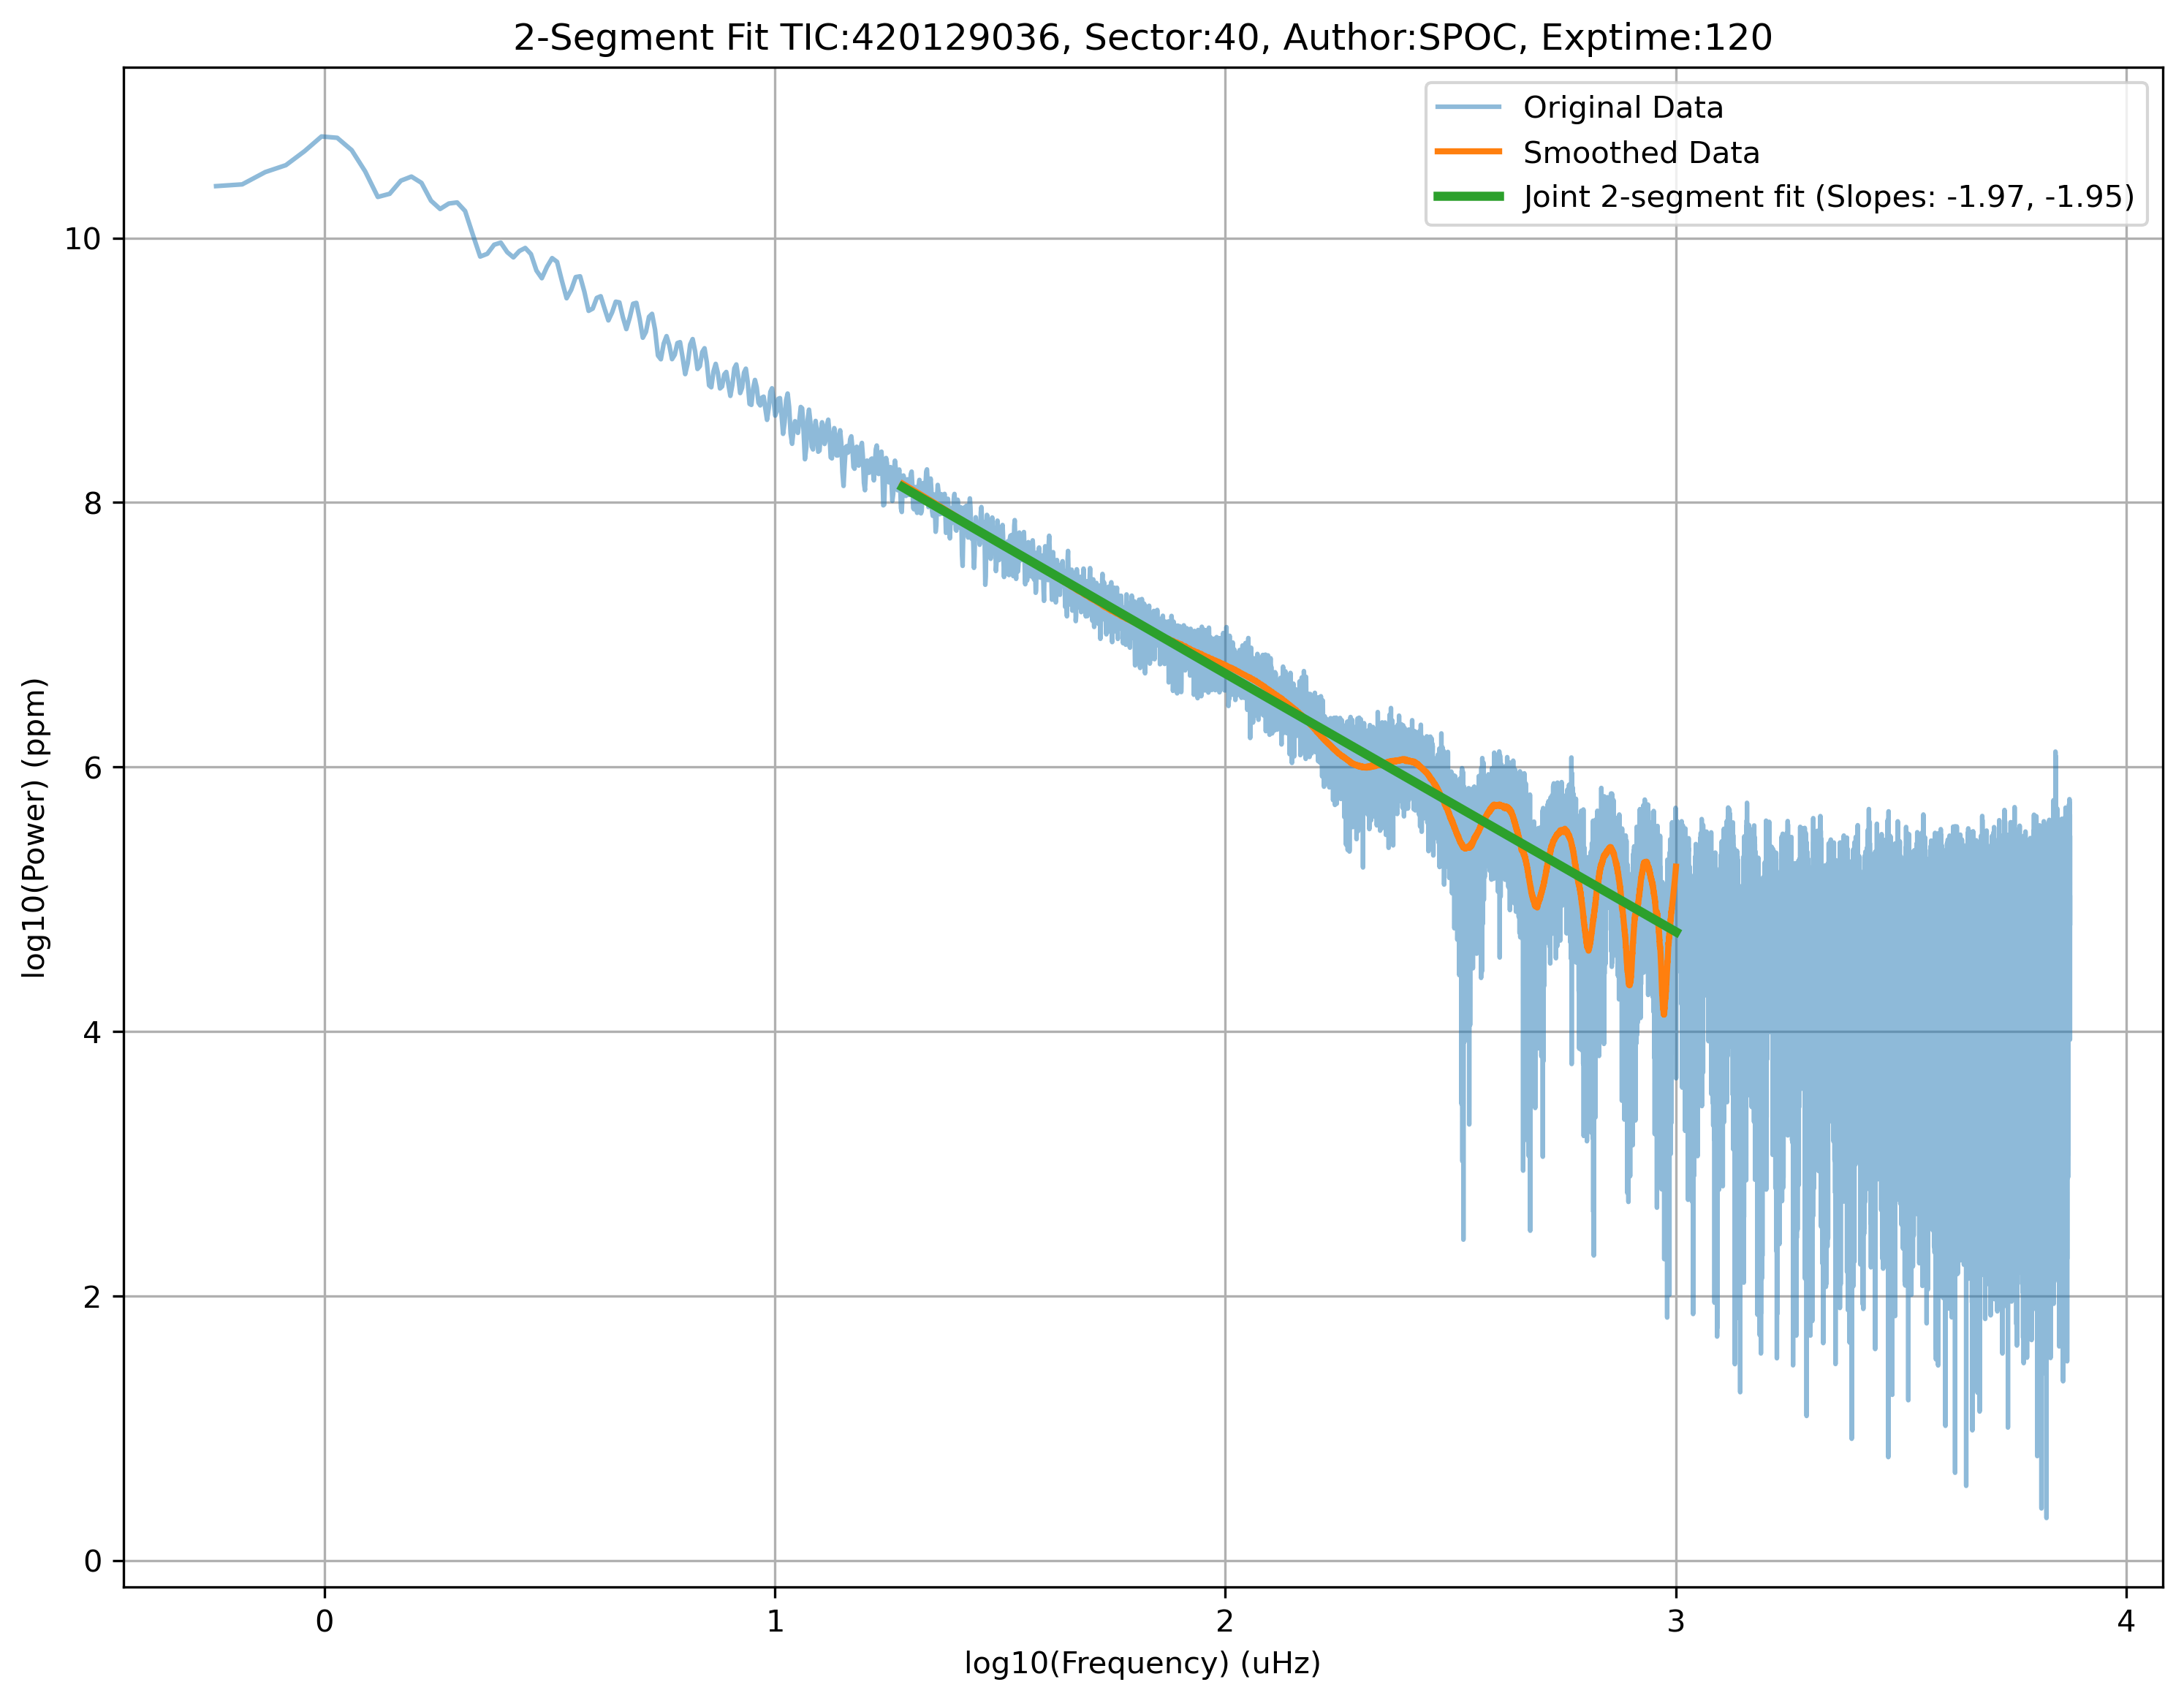 2-Segment Fit TIC:420129036, Sector:40, Author:SPOC, Exptime:120
Original Data
Smoothed Data
Joint 2-segment fit (Slopes: -1.97, -1.95)
log10(Power) (ppm)
10
8
6
4
2
0
0 1 2 3 4
log10(Frequency) (uHz)